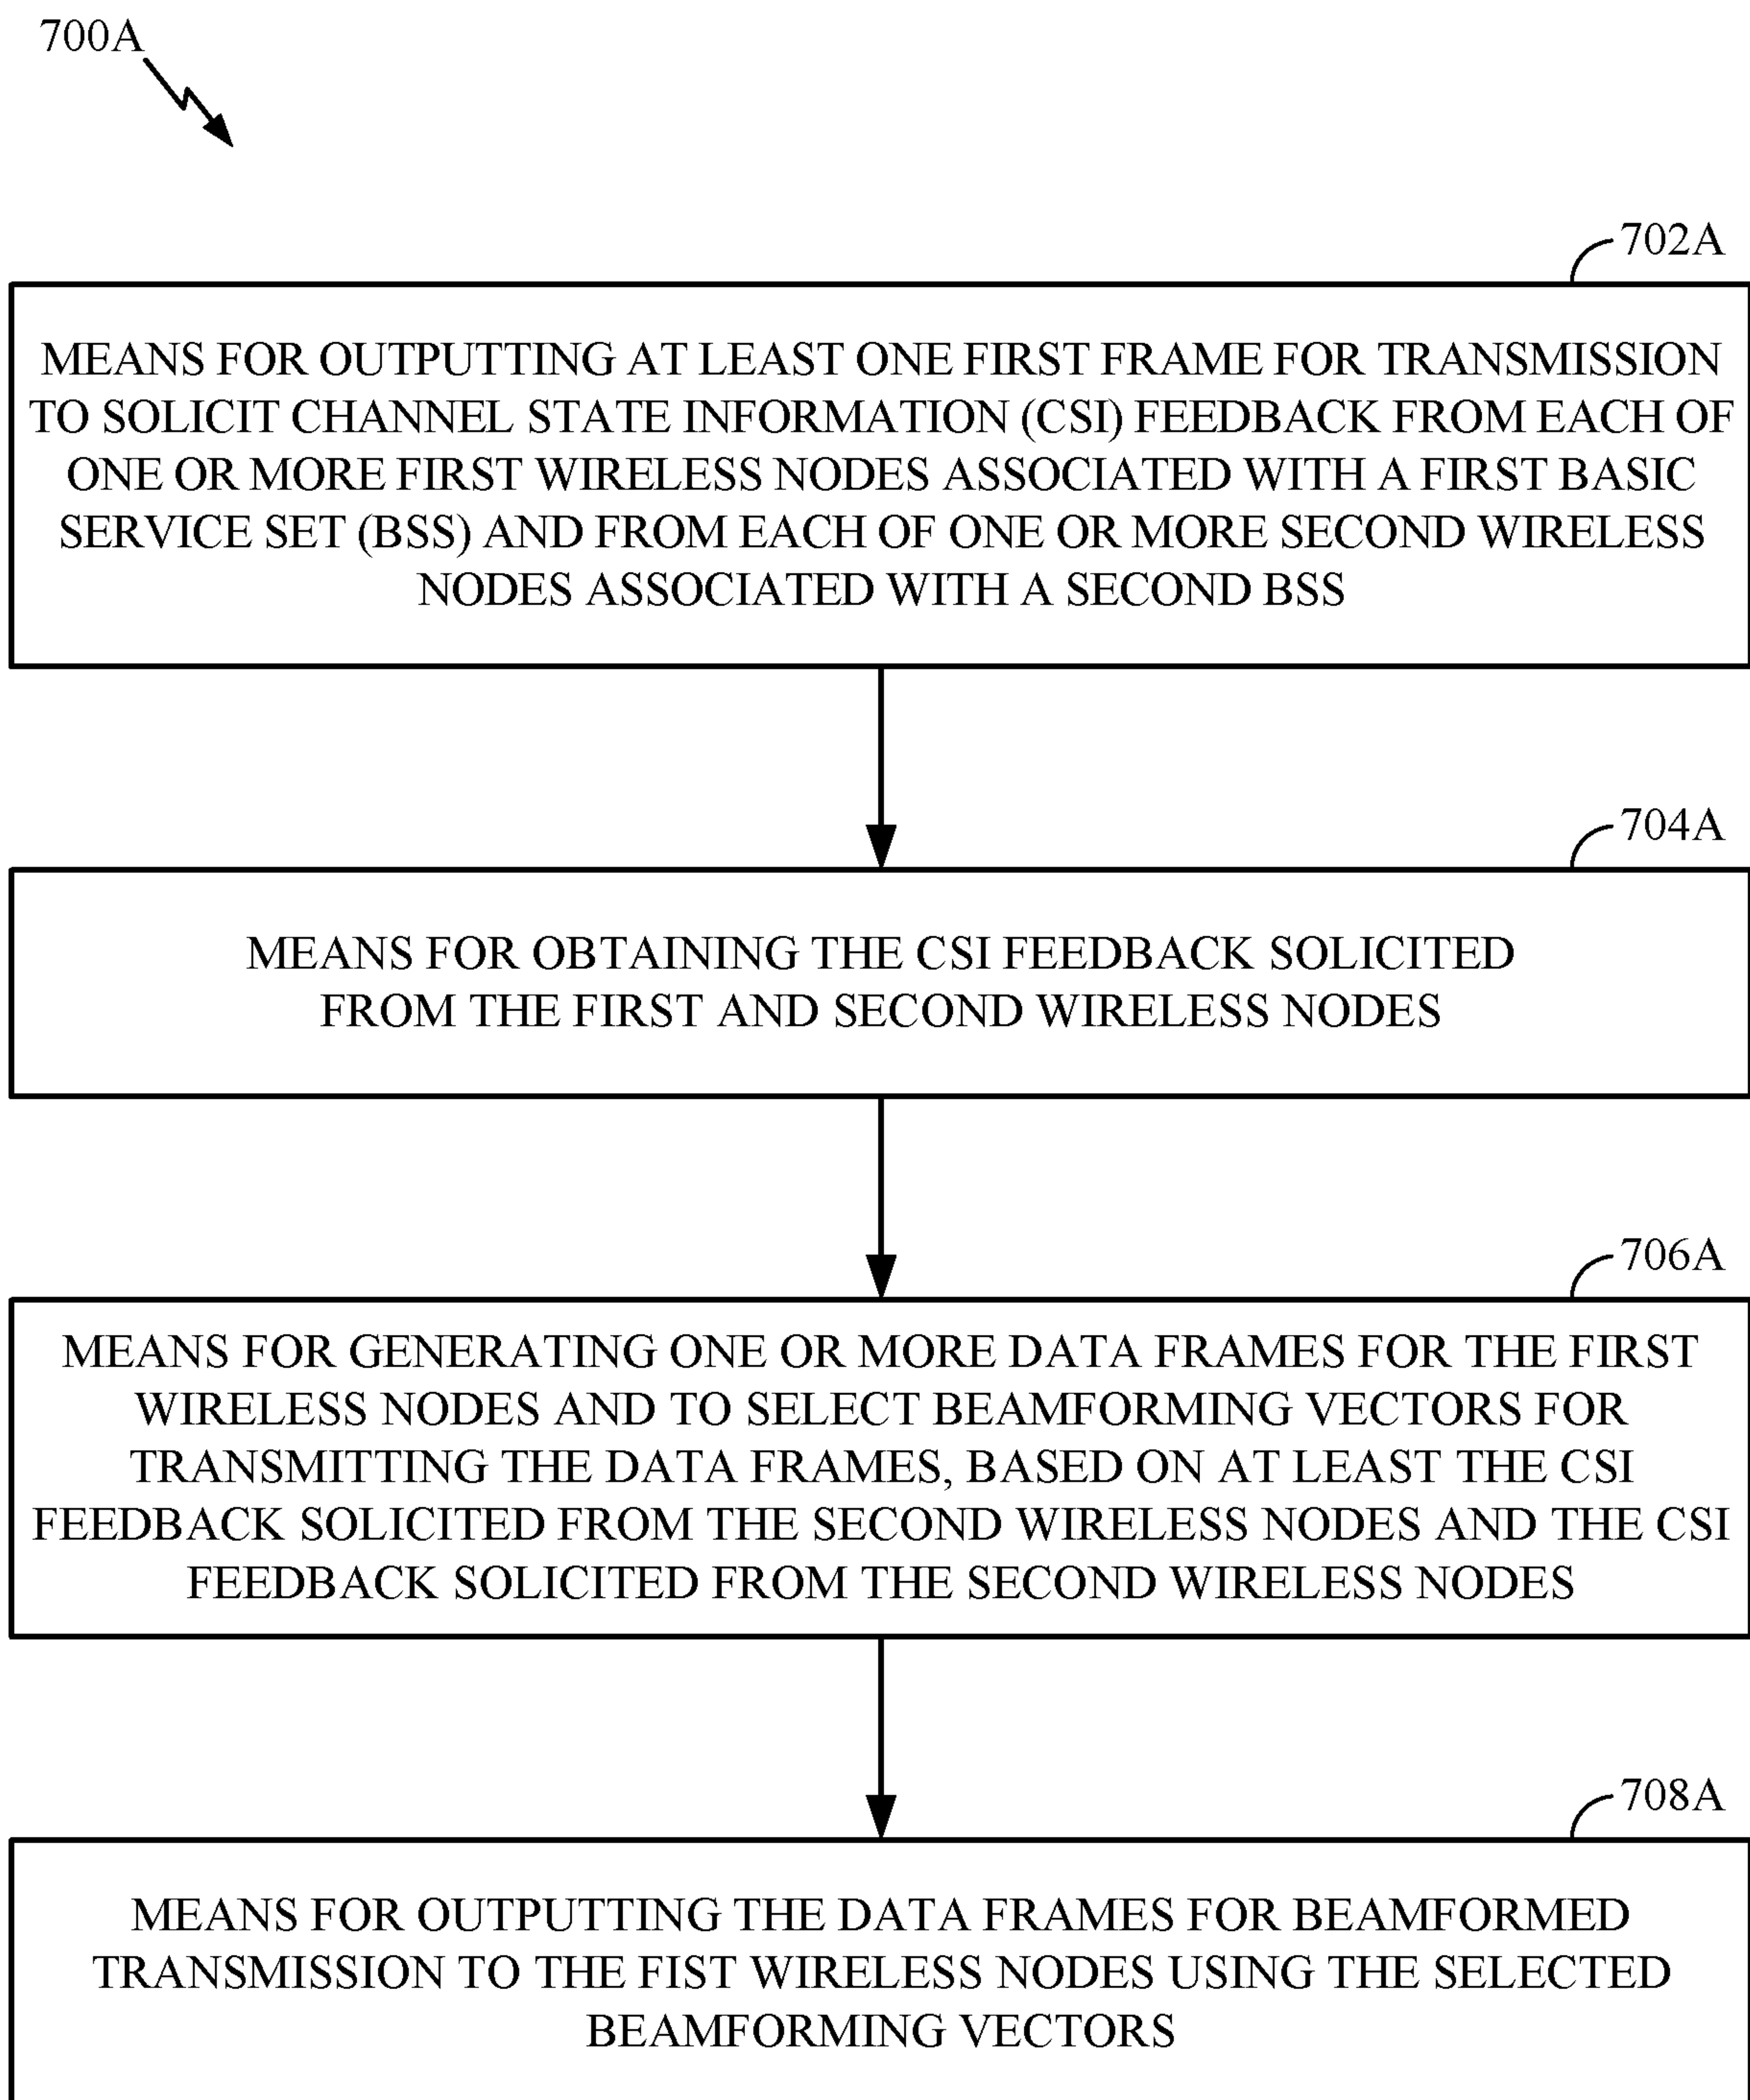 700A
702A
MEANS FOR OUTPUTTING AT LEAST ONE FIRST FRAME FOR TRANSMISSION
TO SOLICIT CHANNEL STATE INFORMATION (CSI) FEEDBACK FROM EACH OF
ONE OR MORE FIRST WIRELESS NODES ASSOCIATED WITH A FIRST BASIC
SERVICE SET (BSS) AND FROM EACH OF ONE OR MORE SECOND WIRELESS
NODES ASSOCIATED WITH A SECOND BSS
704A
MEANS FOR OBTAINING THE CSI FEEDBACK SOLICITED
FROM THE FIRST AND SECOND WIRELESS NODES
706A
MEANS FOR GENERATING ONE OR MORE DATA FRAMES FOR THE FIRST
WIRELESS NODES AND TO SELECT BEAMFORMING VECTORS FOR
TRANSMITTING THE DATA FRAMES, BASED ON AT LEAST THE CSI
FEEDBACK SOLICITED FROM THE SECOND WIRELESS NODES AND THE CSI
FEEDBACK SOLICITED FROM THE SECOND WIRELESS NODES
708A
MEANS FOR OUTPUTTING THE DATA FRAMES FOR BEAMFORMED
TRANSMISSION TO THE FIST WIRELESS NODES USING THE SELECTED
BEAMFORMING VECTORS